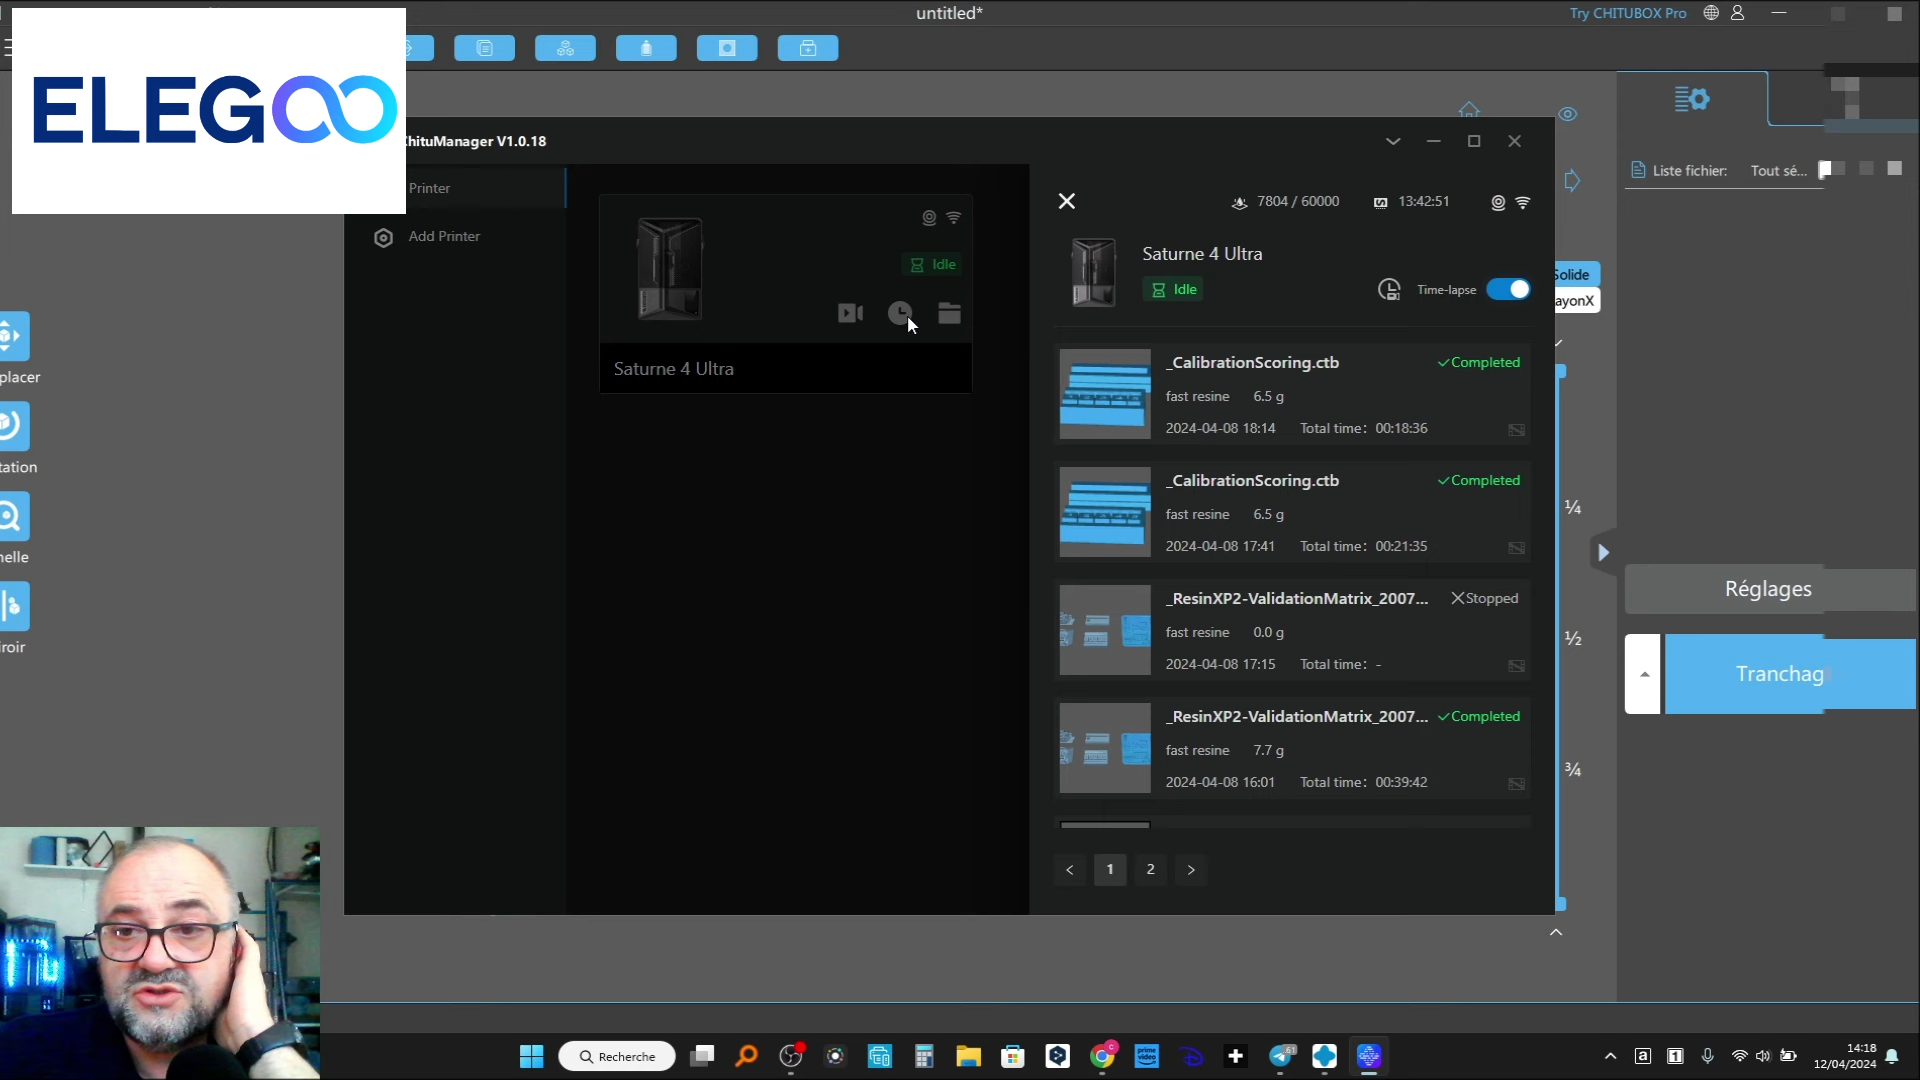 untitled*
Try CHITUBOX Pro
ELEGOO
hituManager V1.0.18
Printer
Add Printer
Idle
Saturne 4 Ultra
7804 / 60000
13:42:51
Saturne 4 Ultra
Idle
Time-lapse
_CalibrationScoring.ctb
Completed
fast resine 6.5 g
2024-04-08 18:14 Total time: 00:18:36
_CalibrationScoring.ctb
Completed
fast resine 6.5 g
2024-04-08 17:41 Total time: 00:21:35
_ResinXP2-ValidationMatrix_2007...
Stopped
fast resine 0.0 g
2024-04-08 17:15 Total time: -
_ResinXP2-ValidationMatrix_2007...
Completed
fast resine 7.7 g
2024-04-08 16:01 Total time: 00:39:42
< 1 2 >
placer
tation
nelle
iroir
Solide
ayonX
¼
½
¾
Liste fichier: Tout sé...
Réglages
Tranchag
Recherche
14:18
12/04/2024